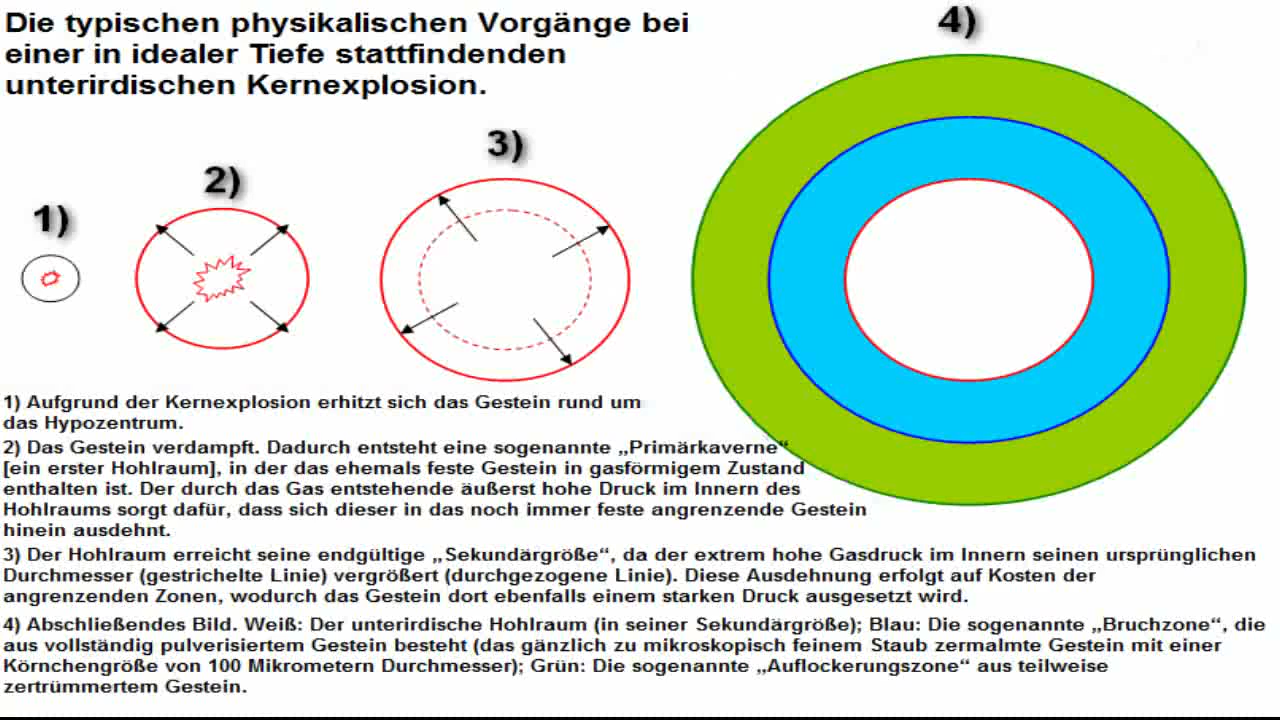 Die typischen physikalischen Vorgänge bei
einer in idealer Tiefe stattfindenden
unterirdischen Kernexplosion.
1)
2)
3)
4)
1) Aufgrund der Kernexplosion erhitzt sich das Gestein rund um
das Hypozentrum.
2) Das Gestein verdampft. Dadurch entsteht eine sogenannte „Primärkaverne“
[ein erster Hohlraum], in der das ehemals feste Gestein in gasförmigem Zustand
enthalten ist. Der durch das Gas entstehende äußerst hohe Druck im Innern des
Hohlraums sorgt dafür, dass sich dieser in das noch immer feste angrenzende Gestein
hinein ausdehnt.
3) Der Hohlraum erreicht seine endgültige „Sekundärgröße“, da der extrem hohe Gasdruck im Innern seinen ursprünglichen
Durchmesser (gestrichelte Linie) vergrößert (durchgezogene Linie). Diese Ausdehnung erfolgt auf Kosten der
angrenzenden Zonen, wodurch das Gestein dort ebenfalls einem starken Druck ausgesetzt wird.
4) Abschließendes Bild. Weiß: Der unterirdische Hohlraum (in seiner Sekundärgröße); Blau: Die sogenannte „Bruchzone“, die
aus vollständig pulverisiertem Gestein besteht (das gänzlich zu mikroskopisch feinem Staub zermalmte Gestein mit einer
Körnchengröße von 100 Mikrometern Durchmesser); Grün: Die sogenannte „Auflockerungszone“ aus teilweise
zertrümmertem Gestein.